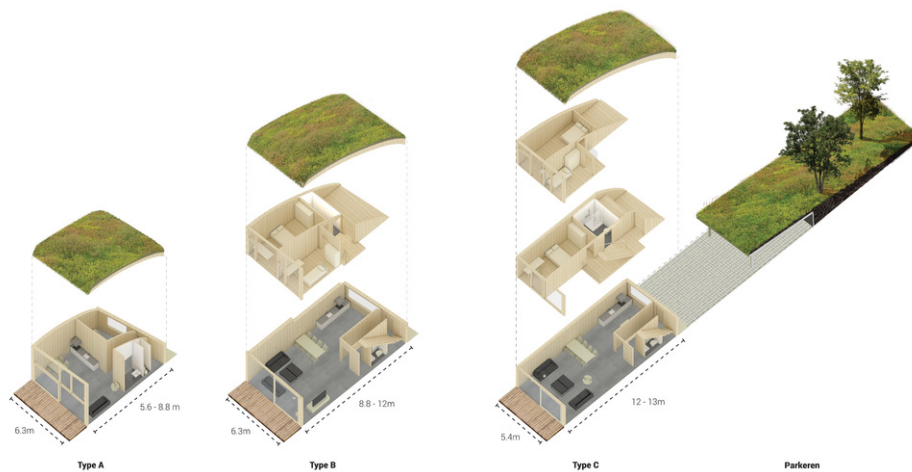 6.3m
5.6 - 8.8 m
Type A
6.3m
8.8 - 12m
Type B
5.4m
12 - 13m
Type C
Parkeren